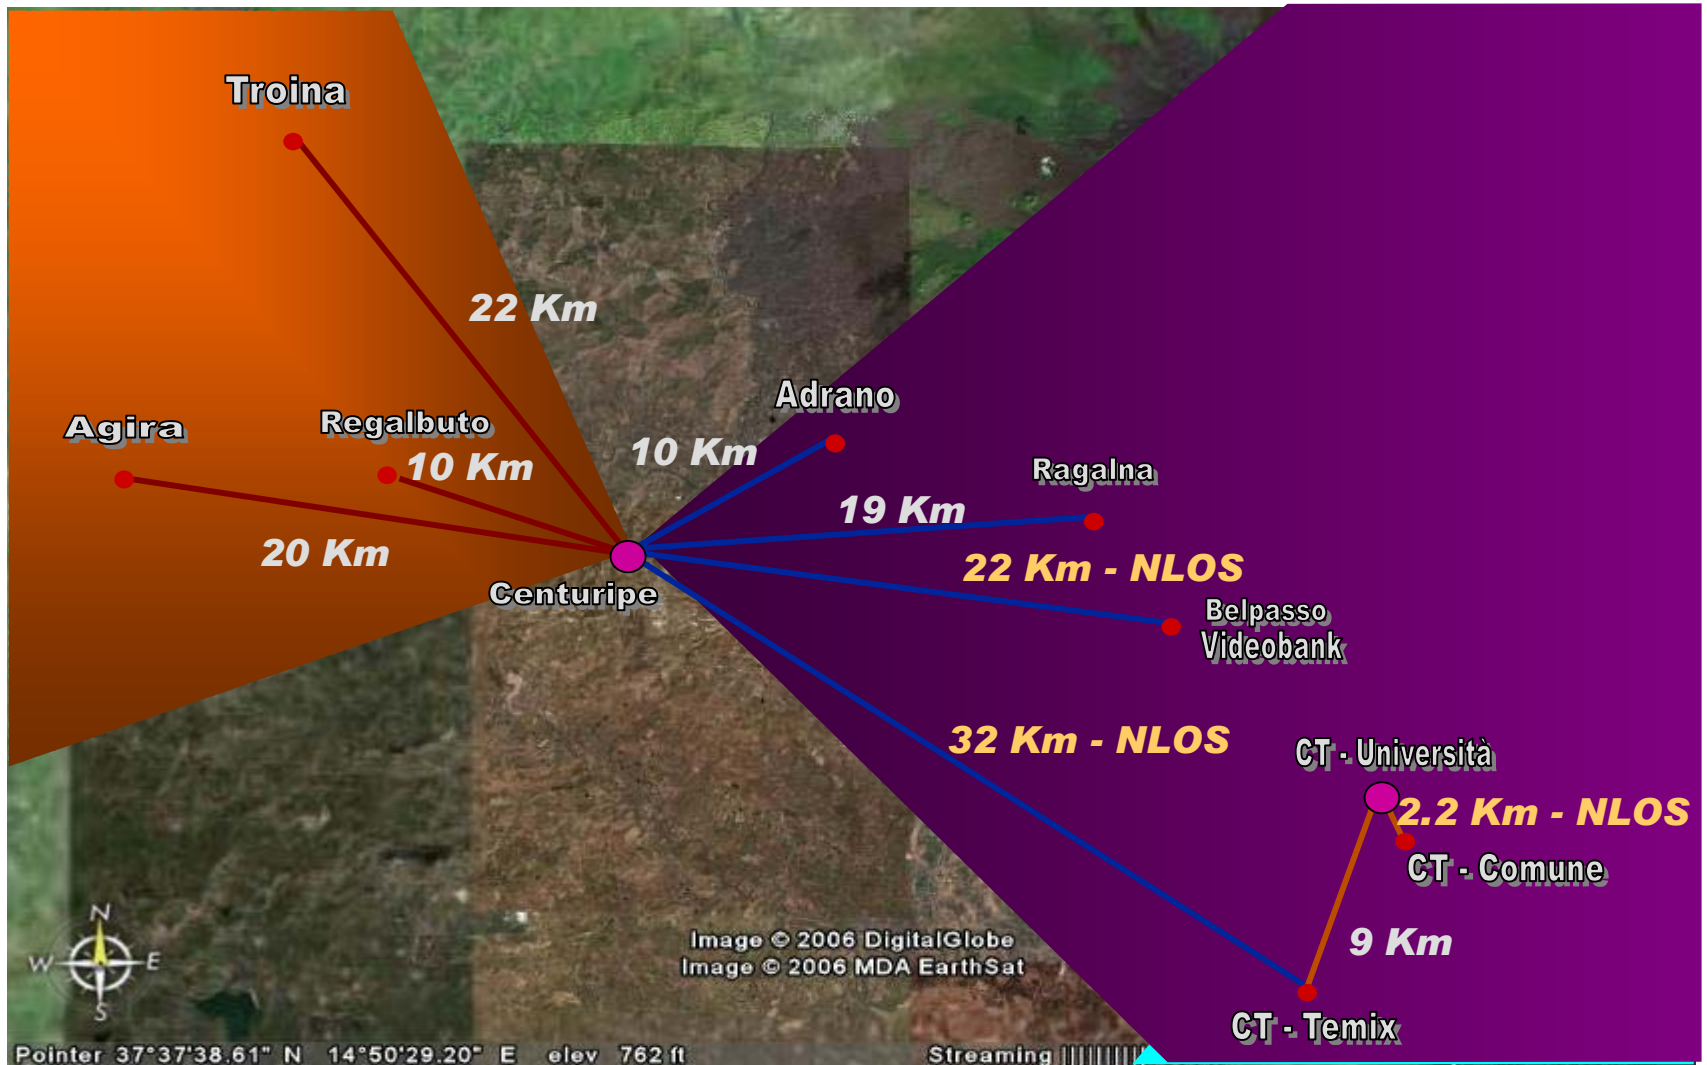 Troina
22 Km
Adrano
Agira
Regalbuto
10 Km
10 Km
Ragalna
19 Km
20 Km
22 Km - NLOS
Centuripe
Belpasso
Videobank
32 Km - NLOS
CT - Università
2.2 Km - NLOS
CT - Comune
N
W E
S
9 Km
Image © 2006 DigitalGlobe
Image © 2006 MDA EarthSat
CT - Temix
Pointer 37°37'38.61" N 14°50'29.20" E elev 762 ft Streaming ||||||||||